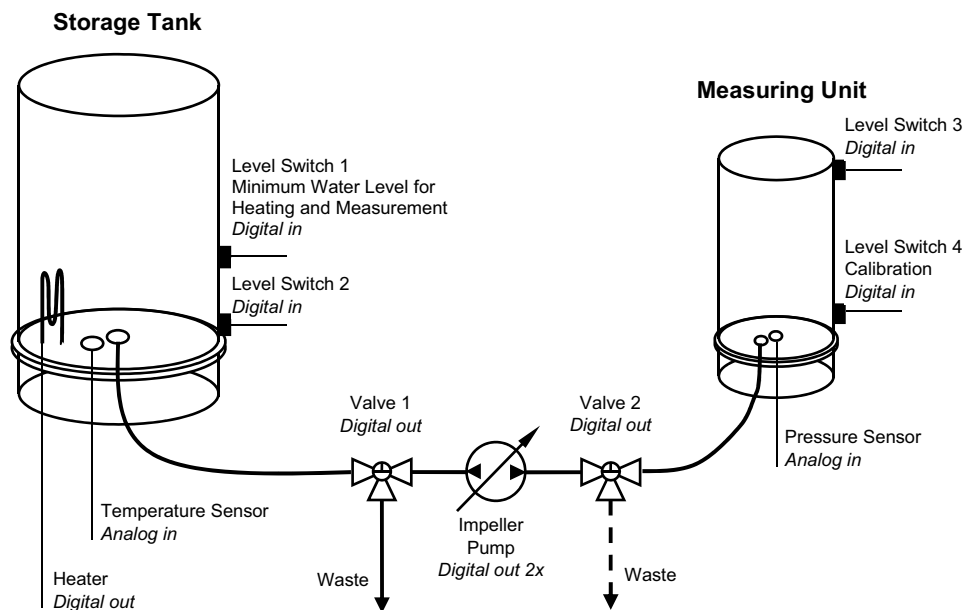 Storage Tank
Measuring Unit
Level Switch 3
Digital in
Level Switch 1
Minimum Water Level for
Heating and Measurement
Digital in
Level Switch 4
Calibration
Digital in
Level Switch 2
Digital in
Valve 1
Digital out
Valve 2
Digital out
Pressure Sensor
Analog in
Temperature Sensor
Analog in
Impeller
Pump
Digital out 2x
Heater
Digital out
Waste
Waste